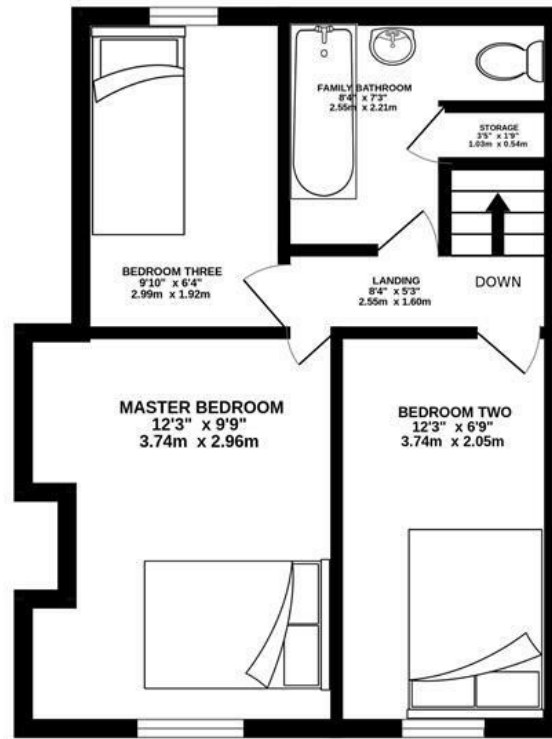 FAMILY BATHROOM
8'4" x 7'3"
2.55m x 2.21m
STORAGE
3'5" x 1'9"
1.03m x 0.54m
BEDROOM THREE
9'10" x 6'4"
2.99m x 1.92m
LANDING
8'4" x 5'3"
2.55m x 1.60m
DOWN
MASTER BEDROOM
12'3" x 9'9"
3.74m x 2.96m
BEDROOM TWO
12'3" x 6'9"
3.74m x 2.05m